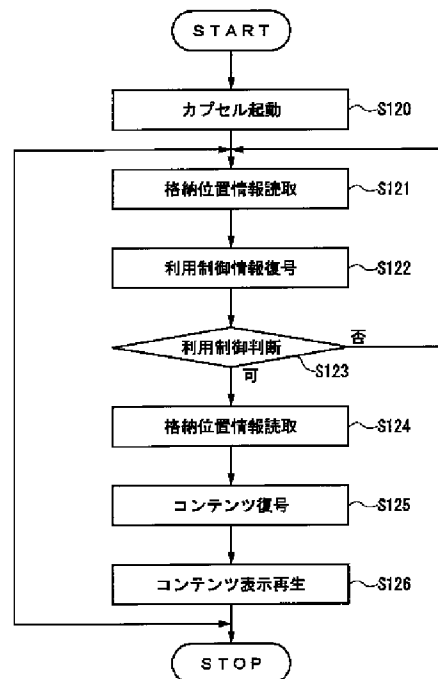 START
カプセル起動
S120
格納位置情報読取
S121
利用制御情報復号
S122
利用制御判断
否
S123
可
格納位置情報読取
S124
コンテンツ復号
S125
コンテンツ表示再生
S126
STOP